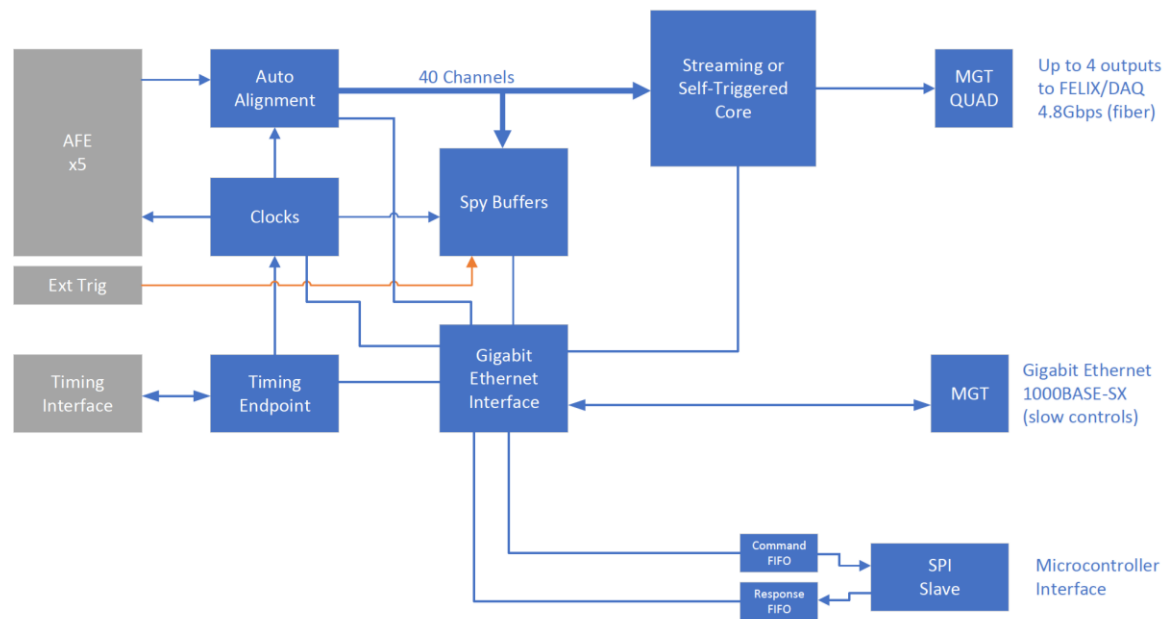 AFE
x5
Ext Trig
Timing
Interface
Auto
Alignment
Clocks
Timing
Endpoint
40 Channels
Spy Buffers
Gigabit
Ethernet
Interface
Streaming or
Self-Triggered
Core
MGT
QUAD
Up to 4 outputs
to FELIX/DAQ
4.8Gbps (fiber)
MGT
Gigabit Ethernet
1000BASE-SX
(slow controls)
Command
FIFO
Response
FIFO
SPI
Slave
Microcontroller
Interface